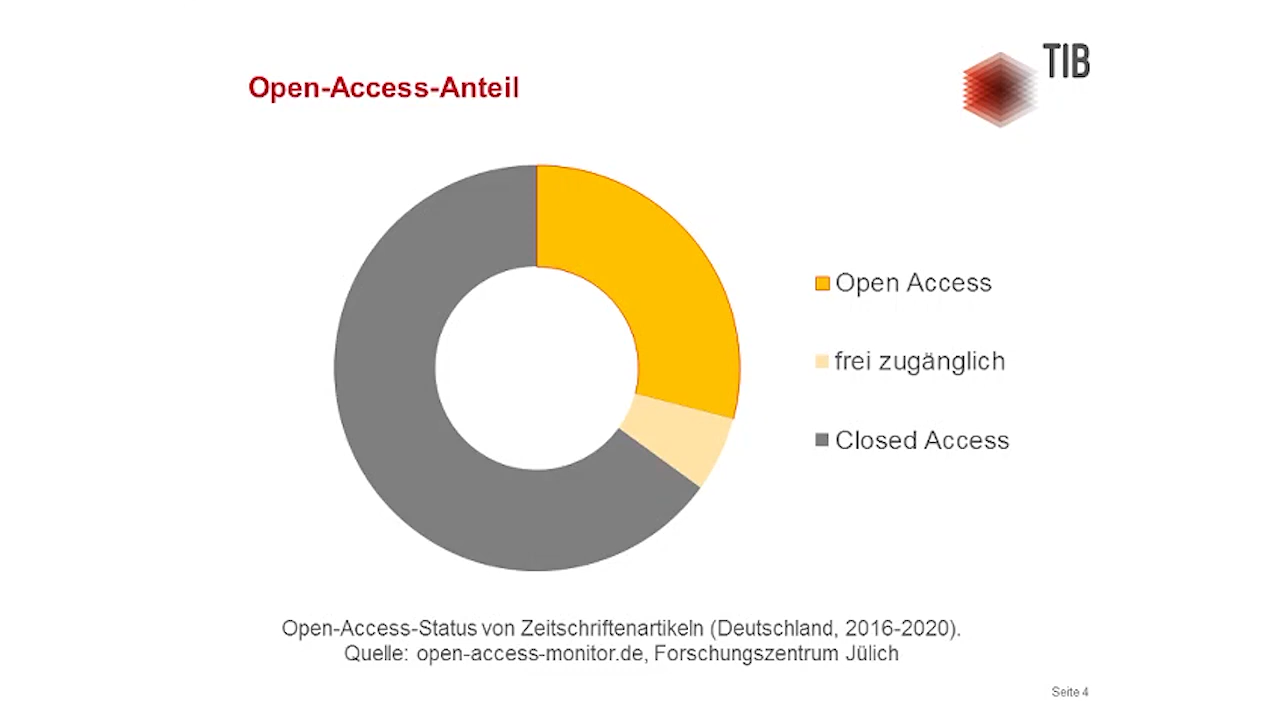 TIB
Open-Access-Anteil
Open Access
frei zugänglich
Closed Access
Open-Access-Status von Zeitschriftenartikeln (Deutschland, 2016-2020).
Quelle: open-access-monitor.de, Forschungszentrum Jülich
Seite 4